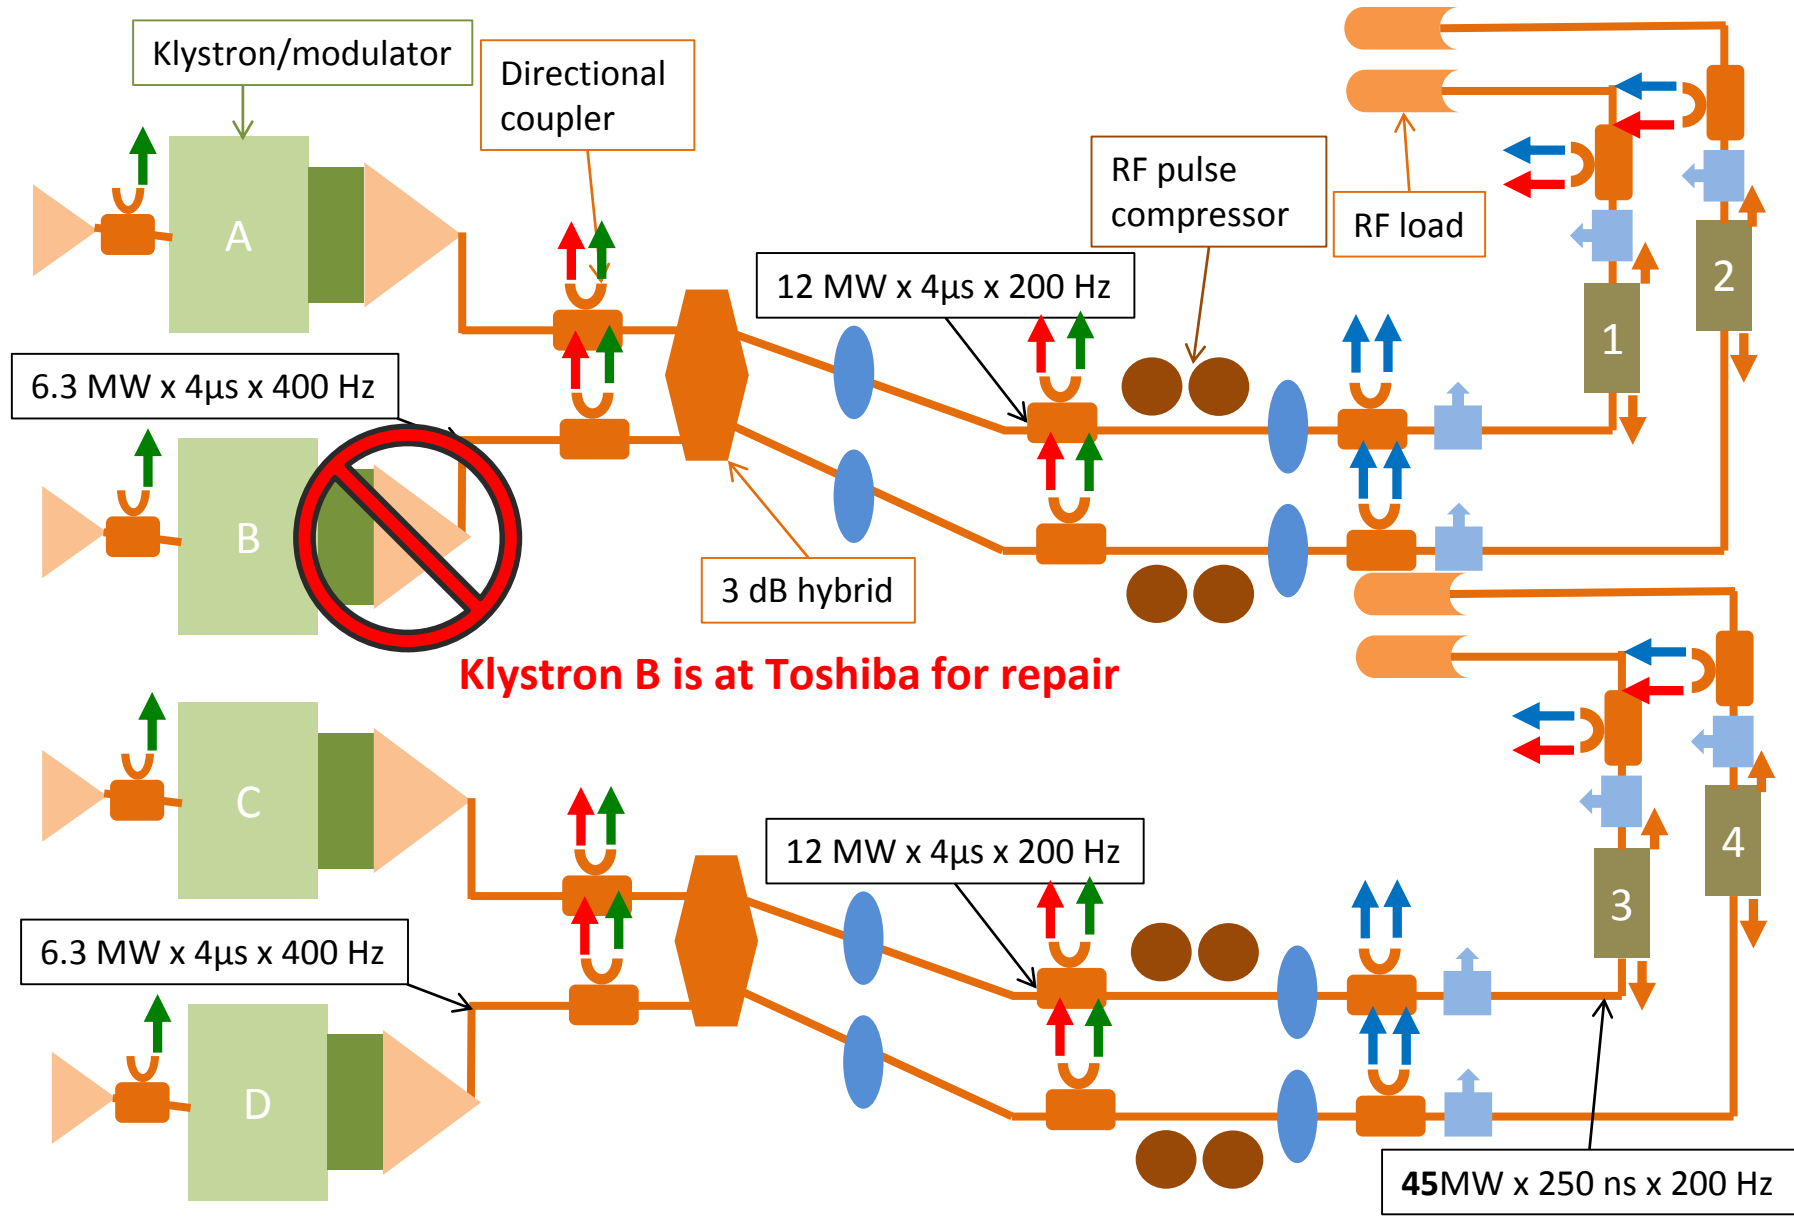 Klystron/modulator
Directional
coupler
A
RF pulse
compressor
RF load
2
12 MW x 4µs x 200 Hz
1
6.3 MW x 4µs x 400 Hz
B
3 dB hybrid
Klystron B is at Toshiba for repair
C
12 MW x 4µs x 200 Hz
4
3
6.3 MW x 4µs x 400 Hz
D
45MW x 250 ns x 200 Hz